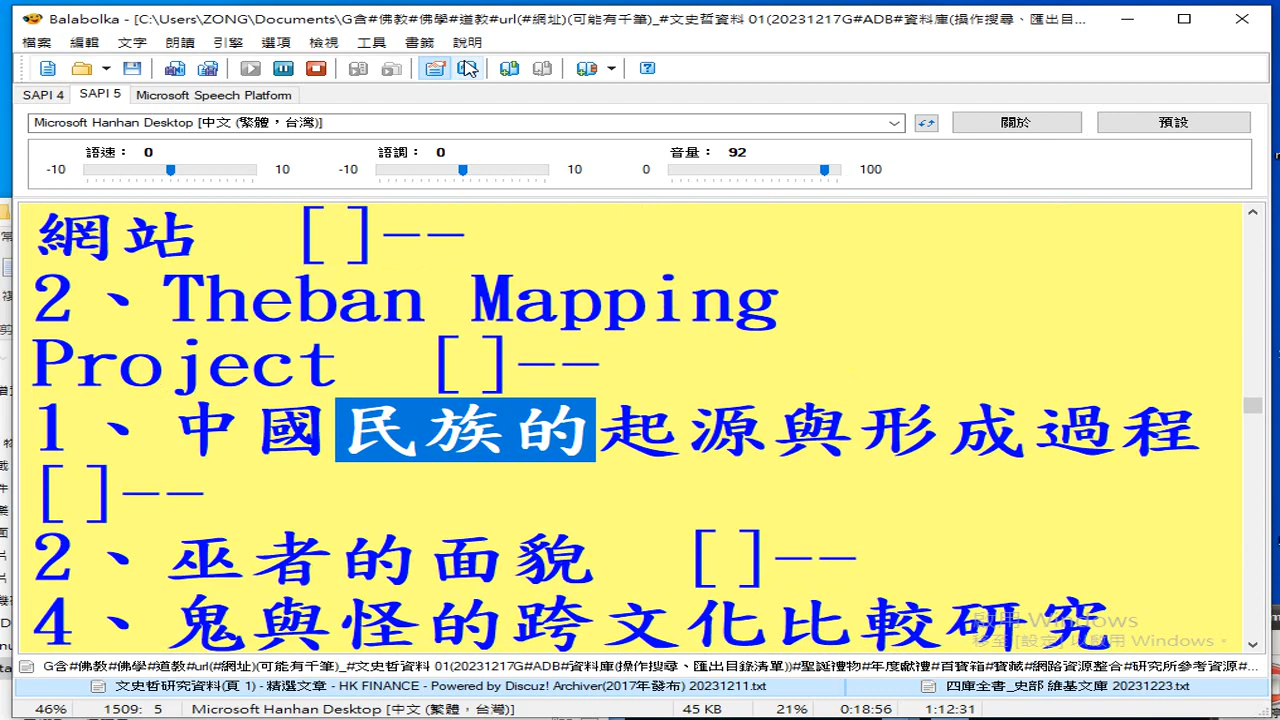 Balabolka - [C:\Users\ZONG\Documents\G含#佛教#佛學#道教#url(#網址)(可能有千筆)_#文史哲資料 01(20231217G#ADB#資料庫(操作搜尋、匯出目...
檔案 編輯 文字 朗讀 引擎 選項 檢視 工具 書籤 說明
SAPI 4 SAPI 5 Microsoft Speech Platform
Microsoft Hanhan Desktop [中文 (繁體，台灣)] 關於 預設
語速： 0 語調： 0 音量： 92
-10 10 -10 10 0 100
網站 []--
2、Theban Mapping
Project []--
1、中國民族的起源與形成過程
[]--
2、巫者的面貌 []--
4、鬼與怪的跨文化比較研究
啟用 Windows
移至 [設定] 以啟用 Windows。
G含#佛教#佛學#道教#url(#網址)(可能有千筆)_#文史哲資料 01(20231217G#ADB#資料庫(操作搜尋、匯出目錄清單))#聖誕禮物#年度獻禮#百寶箱#寶藏#網路資源整合#研究所參考資源#...
文史哲研究資料(頁 1) - 精選文章 - HK FINANCE - Powered by Discuz! Archiver(2017年發布) 20231211.txt 四庫全書_史部 維基文庫 20231223.txt
46% 1509: 5 Microsoft Hanhan Desktop [中文 (繁體，台灣)] 45 KB 21% 0:18:56 1:12:31